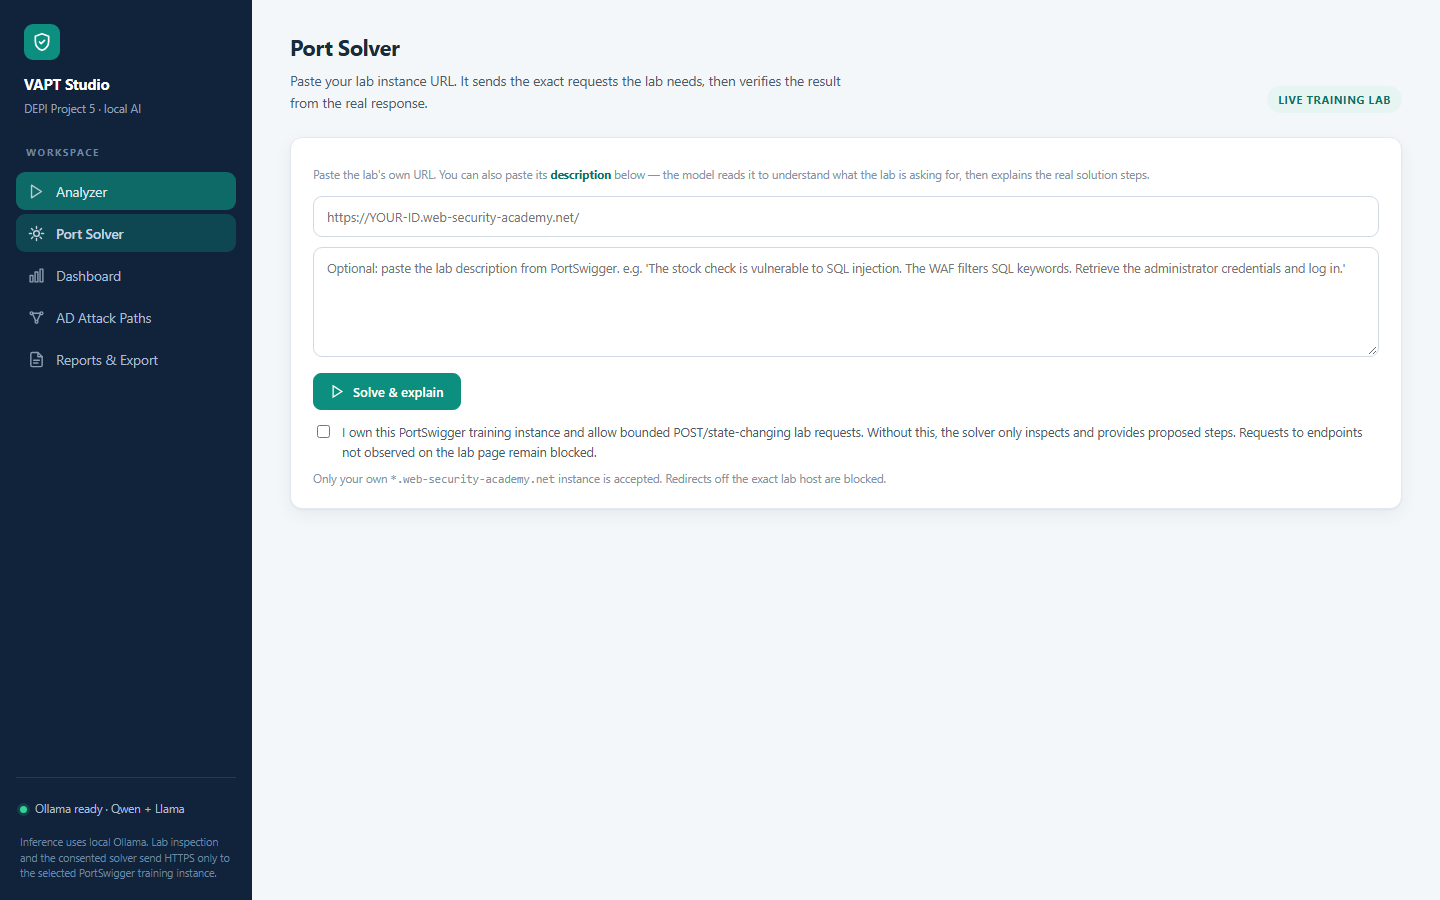 VAPT Studio
DEPI Project 5 · local AI
WORKSPACE
Analyzer
Port Solver
Dashboard
AD Attack Paths
Reports & Export
Ollama ready · Qwen + Llama
Inference uses local Ollama. Lab inspection
and the consented solver send HTTPS only to
the selected PortSwigger training instance.
Port Solver
Paste your lab instance URL. It sends the exact requests the lab needs, then verifies the result
from the real response.
LIVE TRAINING LAB
Paste the lab's own URL. You can also paste its description below — the model reads it to understand what the lab is asking for, then explains the real solution steps.
https://YOUR-ID.web-security-academy.net/
Optional: paste the lab description from PortSwigger. e.g. 'The stock check is vulnerable to SQL injection. The WAF filters SQL keywords. Retrieve the administrator credentials and log in.'
Solve & explain
I own this PortSwigger training instance and allow bounded POST/state-changing lab requests. Without this, the solver only inspects and provides proposed steps. Requests to endpoints
not observed on the lab page remain blocked.
Only your own *.web-security-academy.net instance is accepted. Redirects off the exact lab host are blocked.